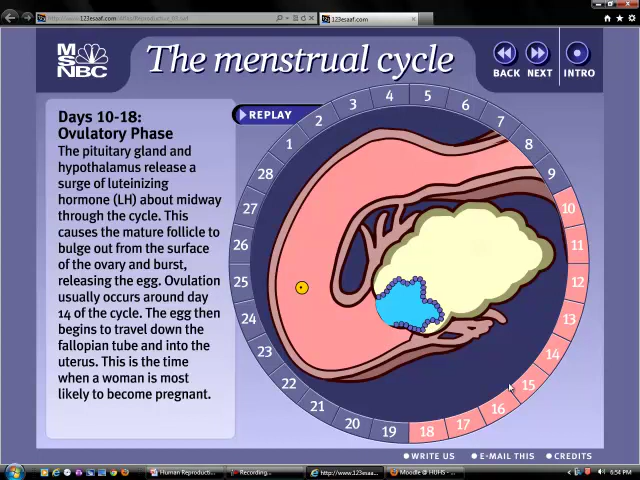 123esaaf.com
MSNBC
The menstrual cycle
BACK NEXT INTRO
Days 10-18:
Ovulatory Phase
The pituitary gland and
hypothalamus release a
surge of luteinizing
hormone (LH) about midway
through the cycle. This
causes the mature follicle to
bulge out from the surface
of the ovary and burst,
releasing the egg. Ovulation
usually occurs around day
14 of the cycle. The egg then
begins to travel down the
fallopian tube and into the
uterus. This is the time
when a woman is most
likely to become pregnant.
REPLAY
1
2
3
4
5
6
7
8
9
10
11
12
13
14
15
16
17
18
19
20
21
22
23
24
25
26
27
28
WRITE US E-MAIL THIS CREDITS
Human Reproducti... Recording... http://www.123esaa... Moodle @ HUHS - ... 6:54 PM